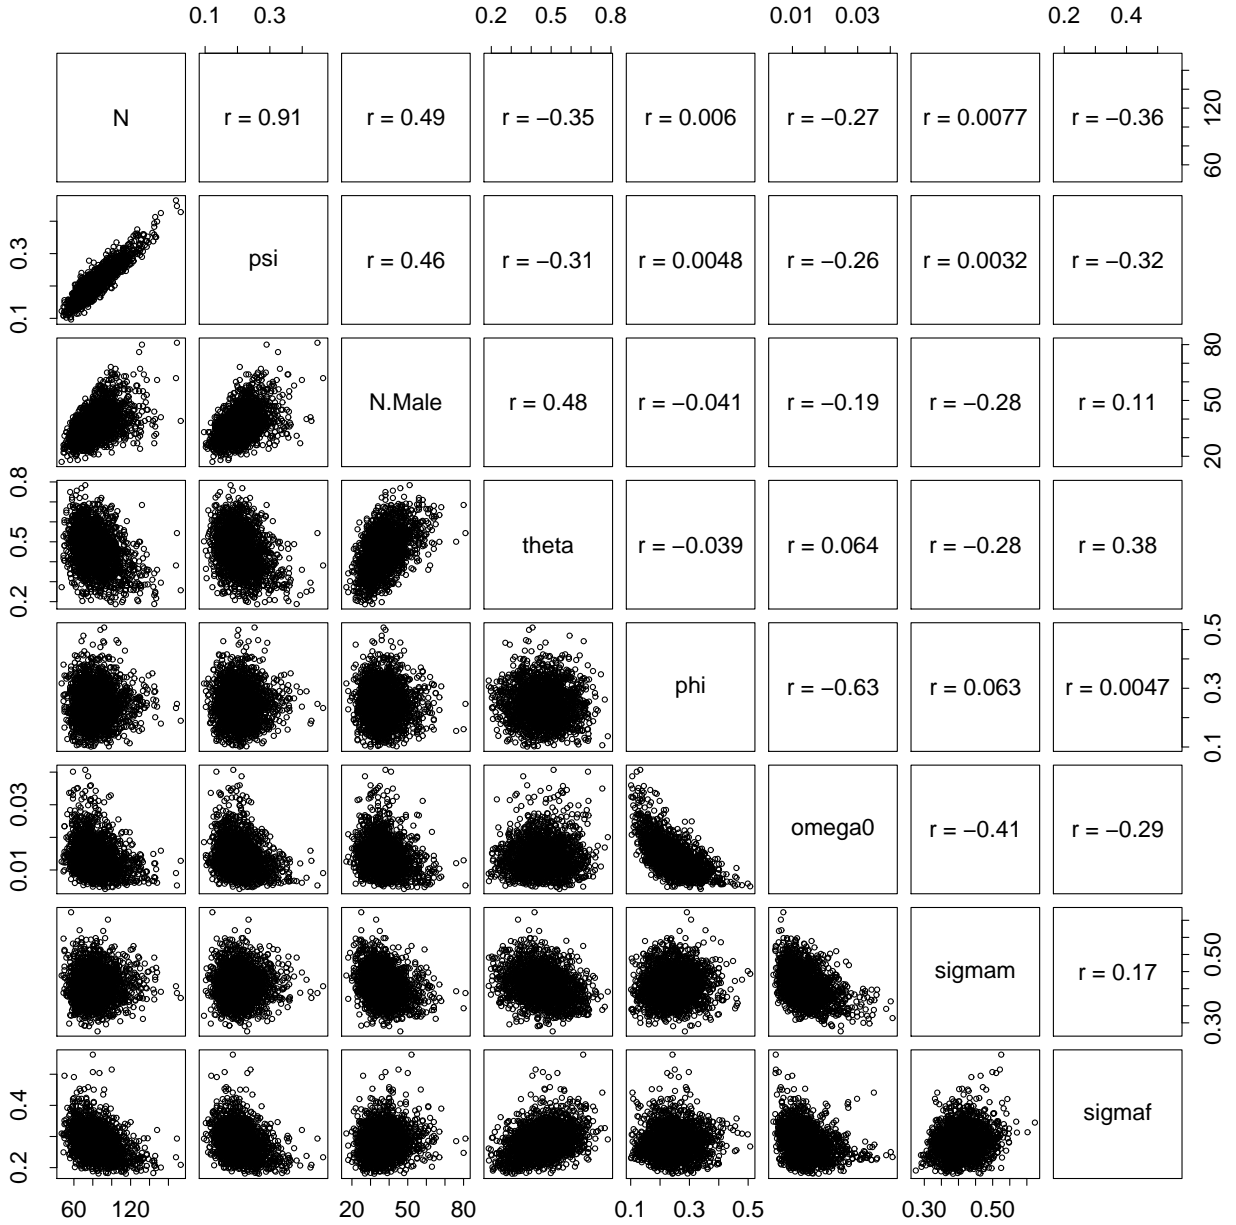 0.1 0.3 0.2 0.5 0.8 0.01 0.03 0.2 0.4
N r = 0.91 r = 0.49 r = −0.35 r = 0.006 r = −0.27 r = 0.0077 r = −0.36
60 120
0.1 0.3
psi r = 0.46 r = −0.31 r = 0.0048 r = −0.26 r = 0.0032 r = −0.32
N.Male r = 0.48 r = −0.041 r = −0.19 r = −0.28 r = 0.11
20 50 80
0.2 0.5 0.8
theta r = −0.039 r = 0.064 r = −0.28 r = 0.38
phi r = −0.63 r = 0.063 r = 0.0047
0.1 0.3 0.5
0.01 0.03
omega0 r = −0.41 r = −0.29
sigmam r = 0.17
0.30 0.50
0.2 0.4
sigmaf
60 120 20 50 80 0.1 0.3 0.5 0.30 0.50